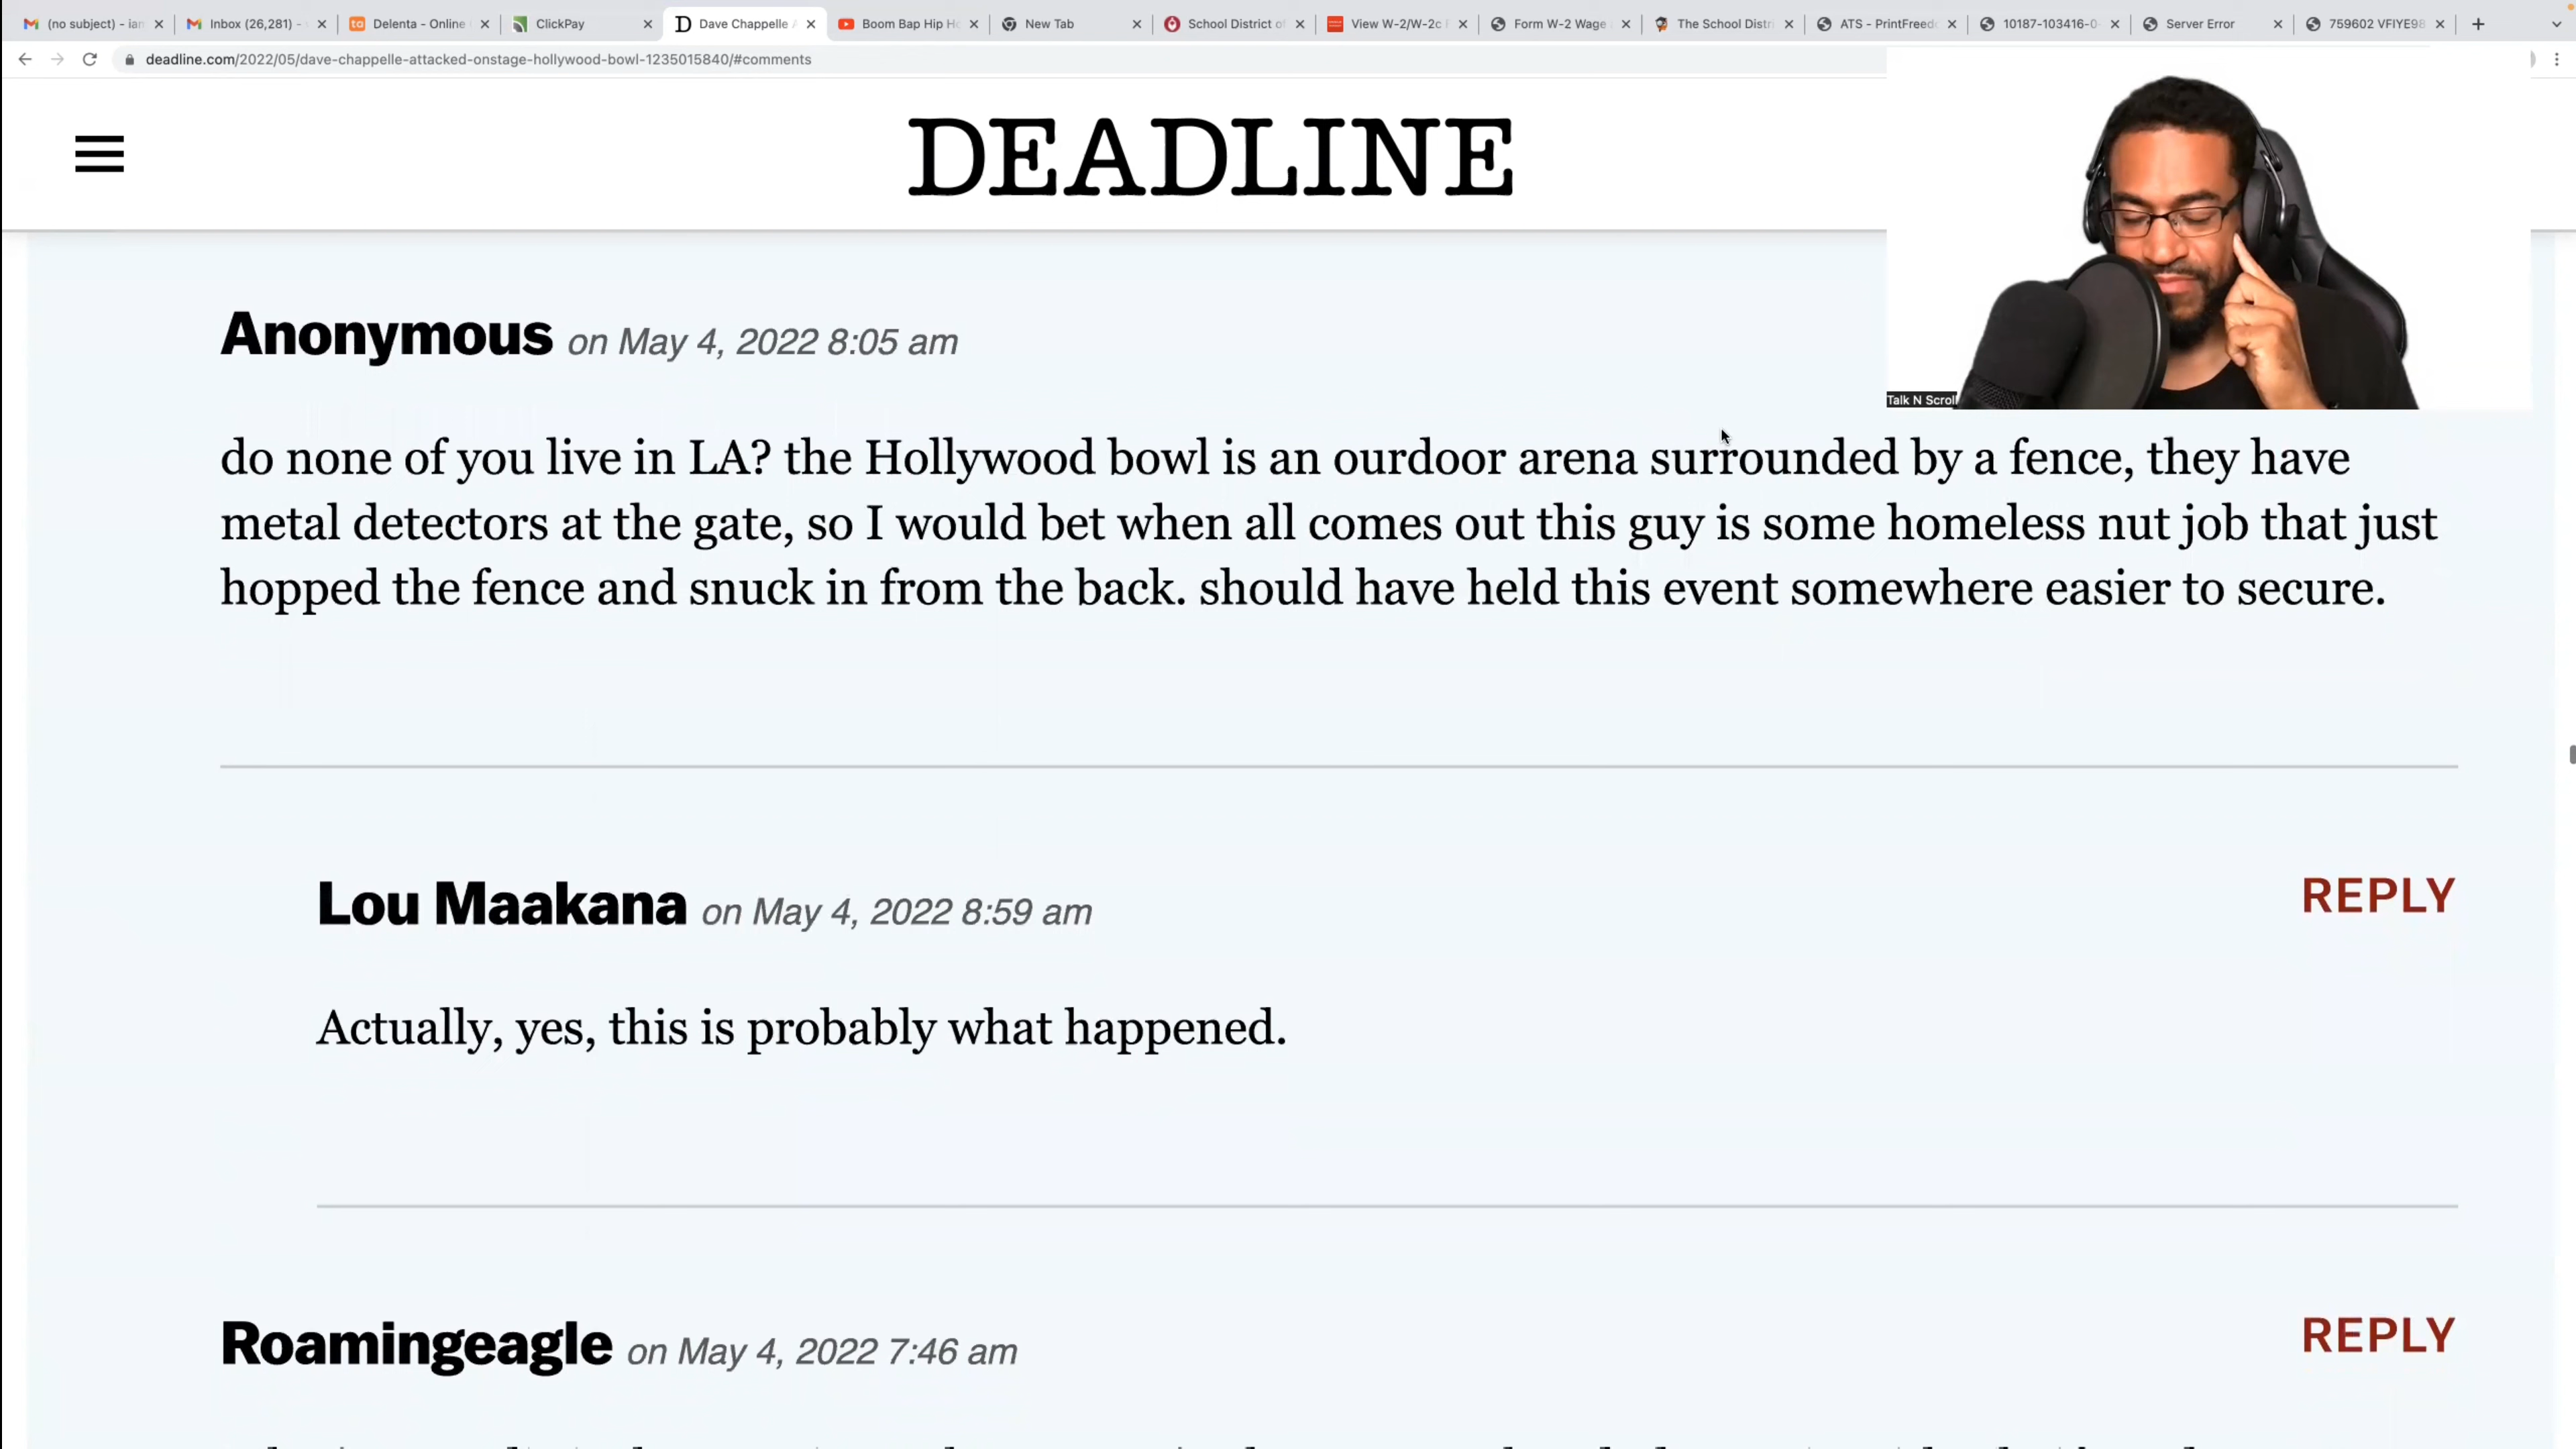 (no subject) - iam
Inbox (26,281) -
Delenta - Online
ClickPay
Dave Chappelle A
Boom Bap Hip Ho
New Tab
School District of
View W-2/W-2c F
Form W-2 Wage
The School Distri
ATS - PrintFreedo
10187-103416-0
Server Error
759602 VFIYE98
deadline.com/2022/05/dave-chappelle-attacked-onstage-hollywood-bowl-1235015840/#comments
DEADLINE
Talk N Scroll
Anonymous on May 4, 2022 8:05 am
do none of you live in LA? the Hollywood bowl is an ourdoor arena surrounded by a fence, they have
metal detectors at the gate, so I would bet when all comes out this guy is some homeless nut job that just
hopped the fence and snuck in from the back. should have held this event somewhere easier to secure.
Lou Maakana on May 4, 2022 8:59 am
REPLY
Actually, yes, this is probably what happened.
Roamingeagle on May 4, 2022 7:46 am
REPLY